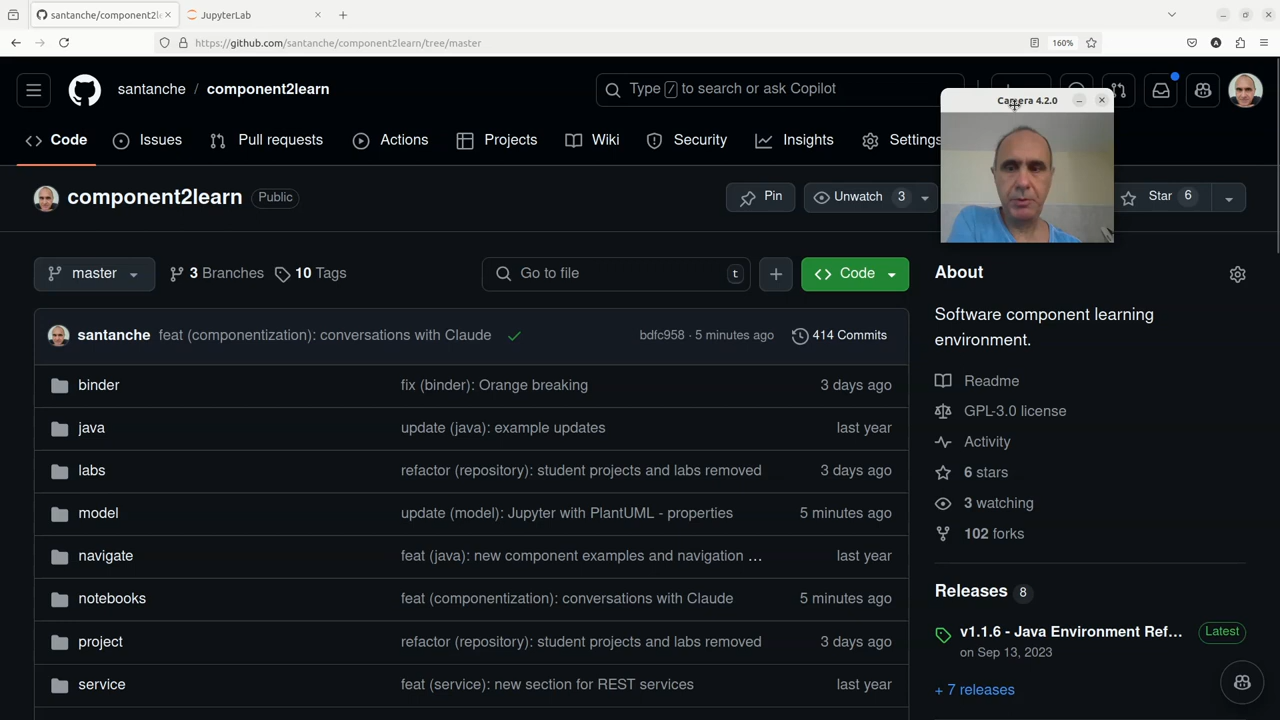 santanche/component2l
JupyterLab
https://github.com/santanche/component2learn/tree/master
160%
santanche / component2learn
Type / to search or ask Copilot
Camera 4.2.0
Code
Issues
Pull requests
Actions
Projects
Wiki
Security
Insights
Settings
component2learn
Public
Pin
Unwatch 3
Star 6
master
3 Branches
10 Tags
Go to file
t
Code
About
Software component learning
environment.
santanche feat (componentization): conversations with Claude
bdfc958 · 5 minutes ago
414 Commits
binder fix (binder): Orange breaking 3 days ago
java update (java): example updates last year
labs refactor (repository): student projects and labs removed 3 days ago
model update (model): Jupyter with PlantUML - properties 5 minutes ago
navigate feat (java): new component examples and navigation ... last year
notebooks feat (componentization): conversations with Claude 5 minutes ago
project refactor (repository): student projects and labs removed 3 days ago
service feat (service): new section for REST services last year
Readme
GPL-3.0 license
Activity
6 stars
3 watching
102 forks
Releases 8
v1.1.6 - Java Environment Ref... Latest
on Sep 13, 2023
+ 7 releases